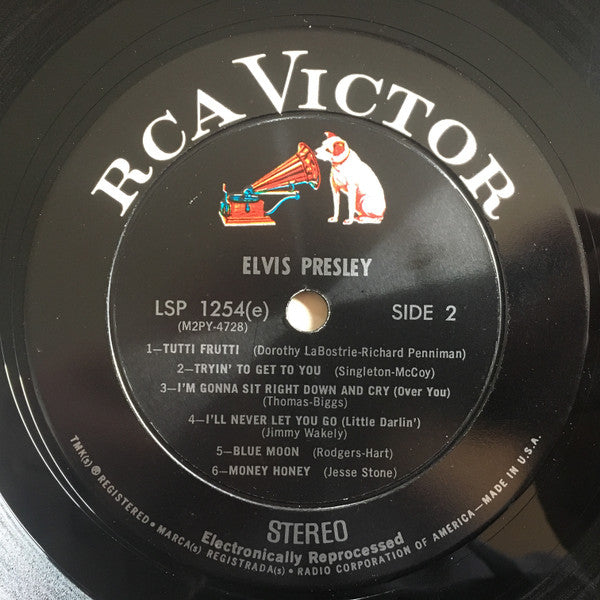 RCA VICTOR
ELVIS PRESLEY
LSP 1254(e)
(M2PY-4728)
SIDE 2
1—TUTTI FRUTTI (Dorothy LaBostrie-Richard Penniman)
2—TRYIN' TO GET TO YOU (Singleton-McCoy)
3—I'M GONNA SIT RIGHT DOWN AND CRY (Over You)
(Thomas-Biggs)
4—I'LL NEVER LET YOU GO (Little Darlin')
(Jimmy Wakely)
5—BLUE MOON (Rodgers-Hart)
6—MONEY HONEY (Jesse Stone)
STEREO
Electronically Reprocessed
TMK(s) ® REGISTERED • MARCA(s) REGISTRADA(s) • RADIO CORPORATION OF AMERICA—MADE IN U.S.A.